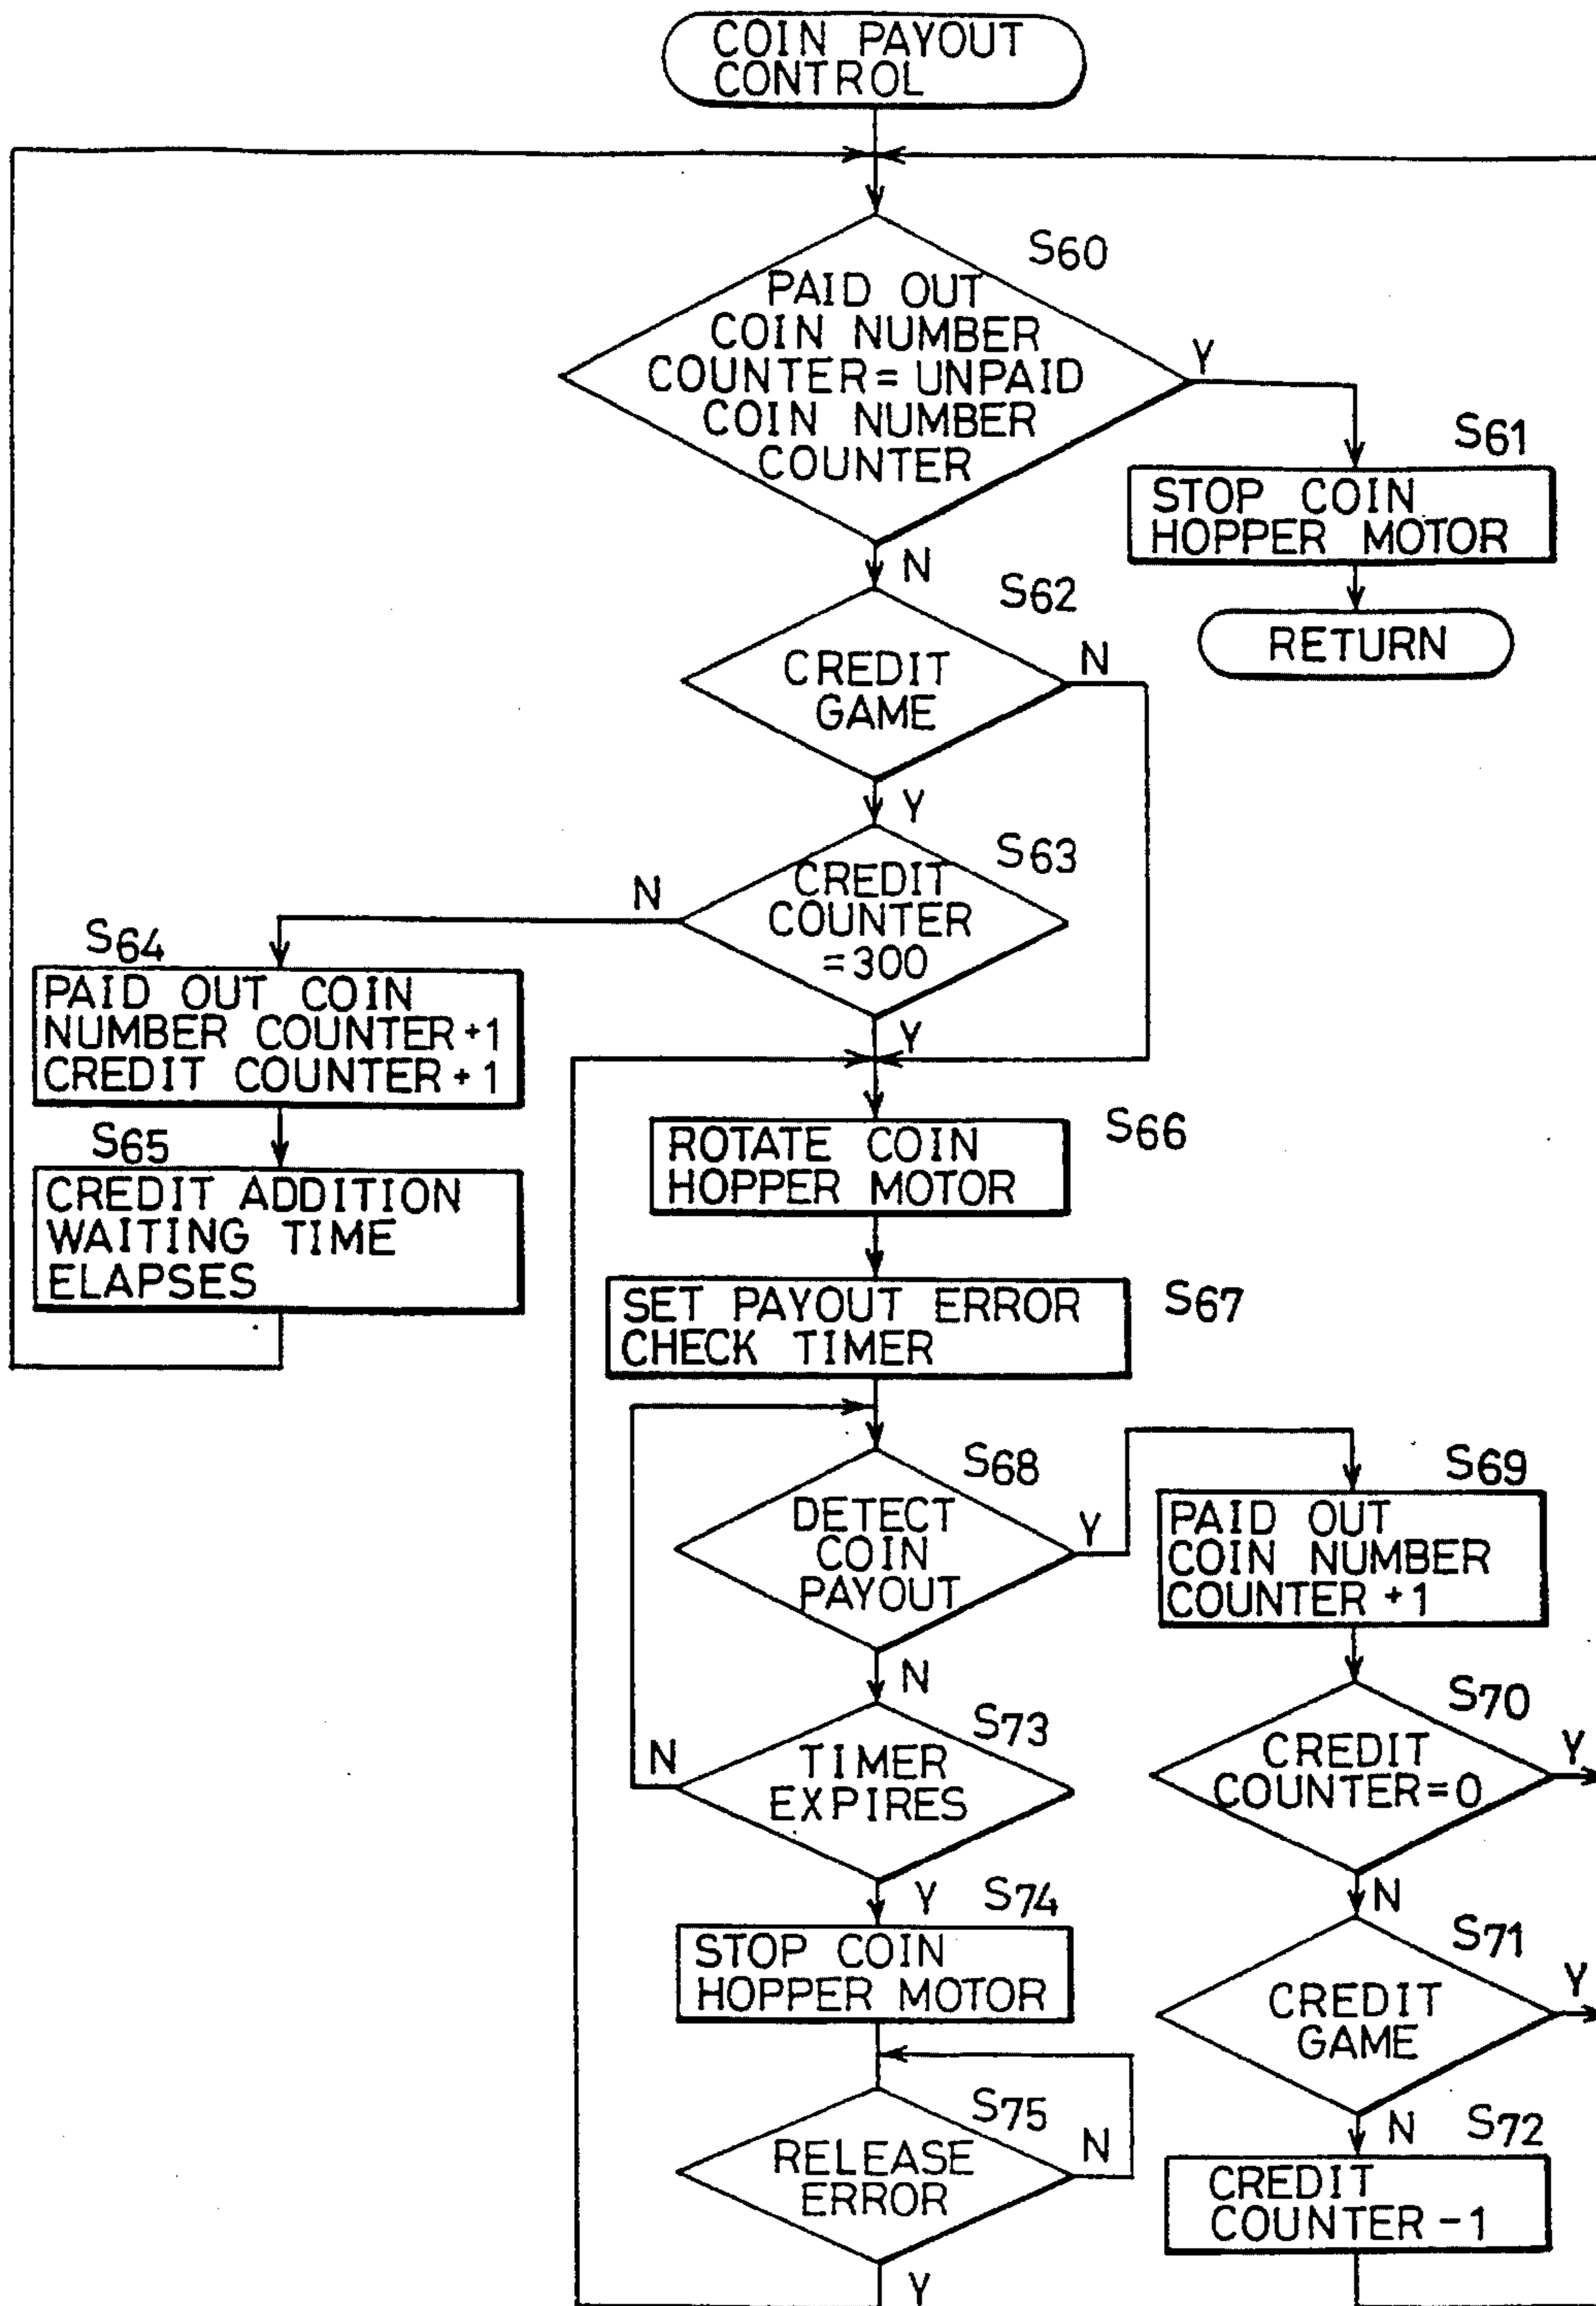 COIN PAYOUT
CONTROL
S60
PAID OUT
COIN NUMBER
COUNTER = UNPAID
COIN NUMBER
COUNTER
Y
N
S61
STOP COIN
HOPPER MOTOR
RETURN
S62
CREDIT
GAME
N
Y
S63
CREDIT
COUNTER
=300
N
Y
S64
PAID OUT COIN
NUMBER COUNTER +1
CREDIT COUNTER +1
S65
CREDIT ADDITION
WAITING TIME
ELAPSES
S66
ROTATE COIN
HOPPER MOTOR
S67
SET PAYOUT ERROR
CHECK TIMER
S68
DETECT
COIN
PAYOUT
Y
N
S69
PAID OUT
COIN NUMBER
COUNTER +1
S70
CREDIT
COUNTER=0
Y
N
S71
CREDIT
GAME
Y
N
S72
CREDIT
COUNTER -1
S73
TIMER
EXPIRES
N
Y
S74
STOP COIN
HOPPER MOTOR
S75
RELEASE
ERROR
N
Y